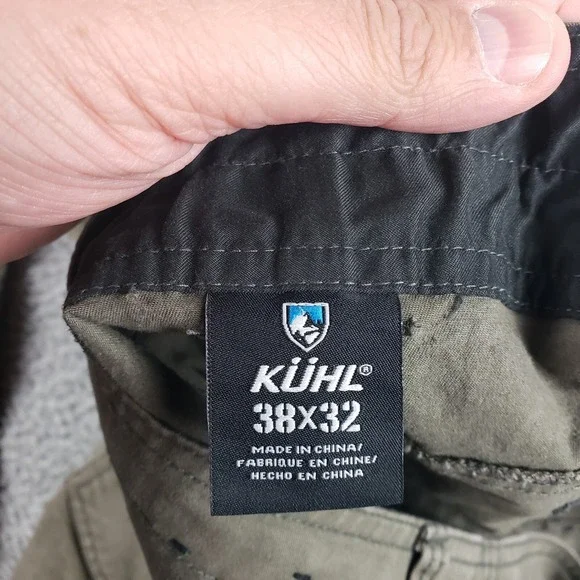 KÜHL®
38X32
MADE IN CHINA/
FABRIQUE EN CHINE/
HECHO EN CHINA